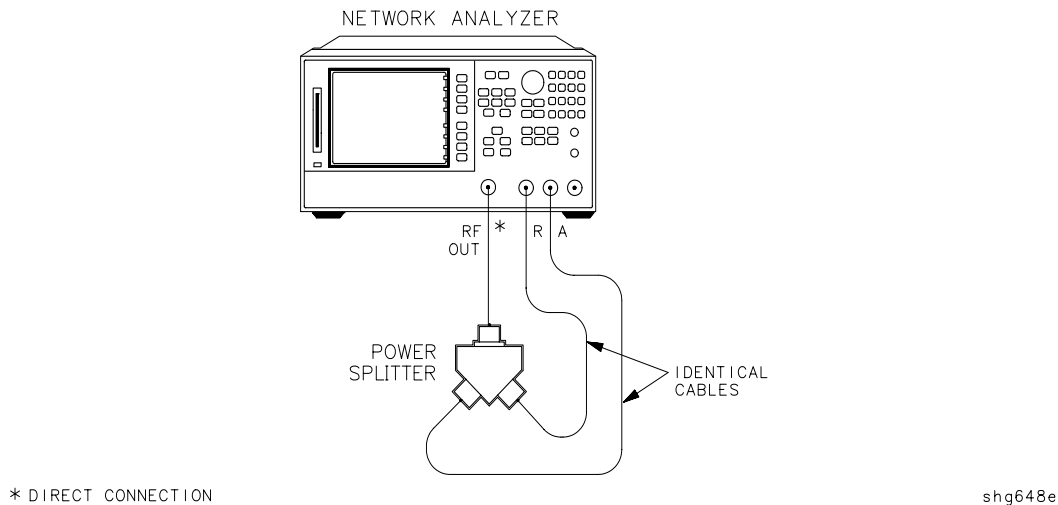 NETWORK ANALYZER
RF
OUT
*
R
A
POWER
SPLITTER
IDENTICAL
CABLES
* DIRECT CONNECTION
shg648e